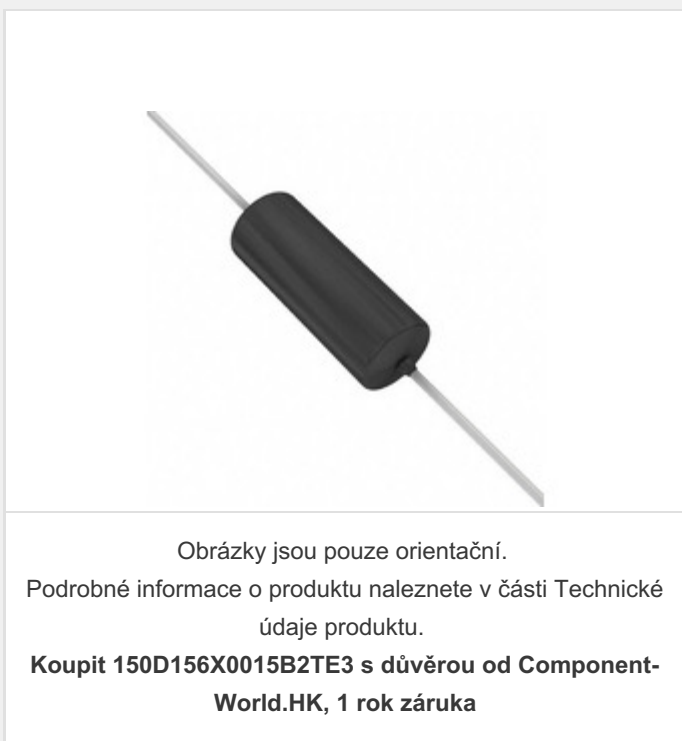 Obrázky jsou pouze orientační.
Podrobné informace o produktu naleznete v části Technické
údaje produktu.
Koupit 150D156X0015B2TE3 s důvěrou od Component-
World.HK, 1 rok záruka